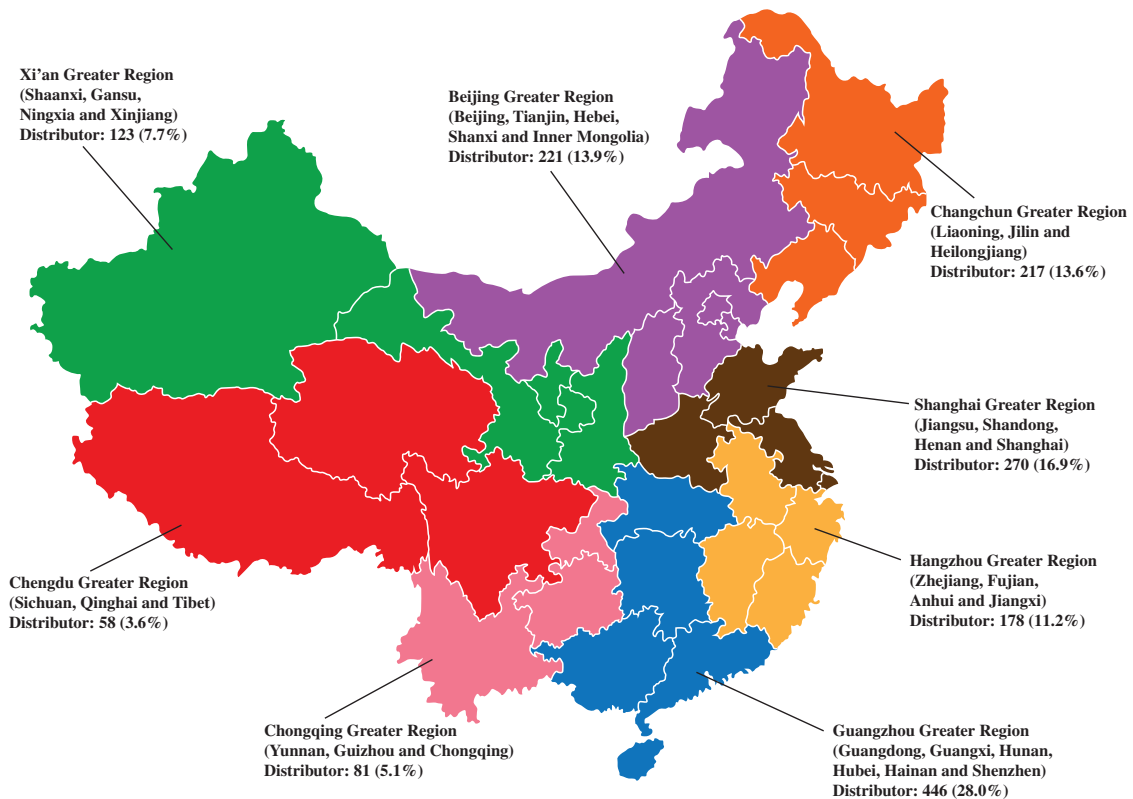 Xi’an Greater Region
(Shaanxi, Gansu,
Ningxia and Xinjiang)
Distributor: 123 (7.7%)
Beijing Greater Region
(Beijing, Tianjin, Hebei,
Shanxi and Inner Mongolia)
Distributor: 221 (13.9%)
Changchun Greater Region
(Liaoning, Jilin and
Heilongjiang)
Distributor: 217 (13.6%)
Shanghai Greater Region
(Jiangsu, Shandong,
Henan and Shanghai)
Distributor: 270 (16.9%)
Hangzhou Greater Region
(Zhejiang, Fujian,
Anhui and Jiangxi)
Distributor: 178 (11.2%)
Chengdu Greater Region
(Sichuan, Qinghai and Tibet)
Distributor: 58 (3.6%)
Chongqing Greater Region
(Yunnan, Guizhou and Chongqing)
Distributor: 81 (5.1%)
Guangzhou Greater Region
(Guangdong, Guangxi, Hunan,
Hubei, Hainan and Shenzhen)
Distributor: 446 (28.0%)